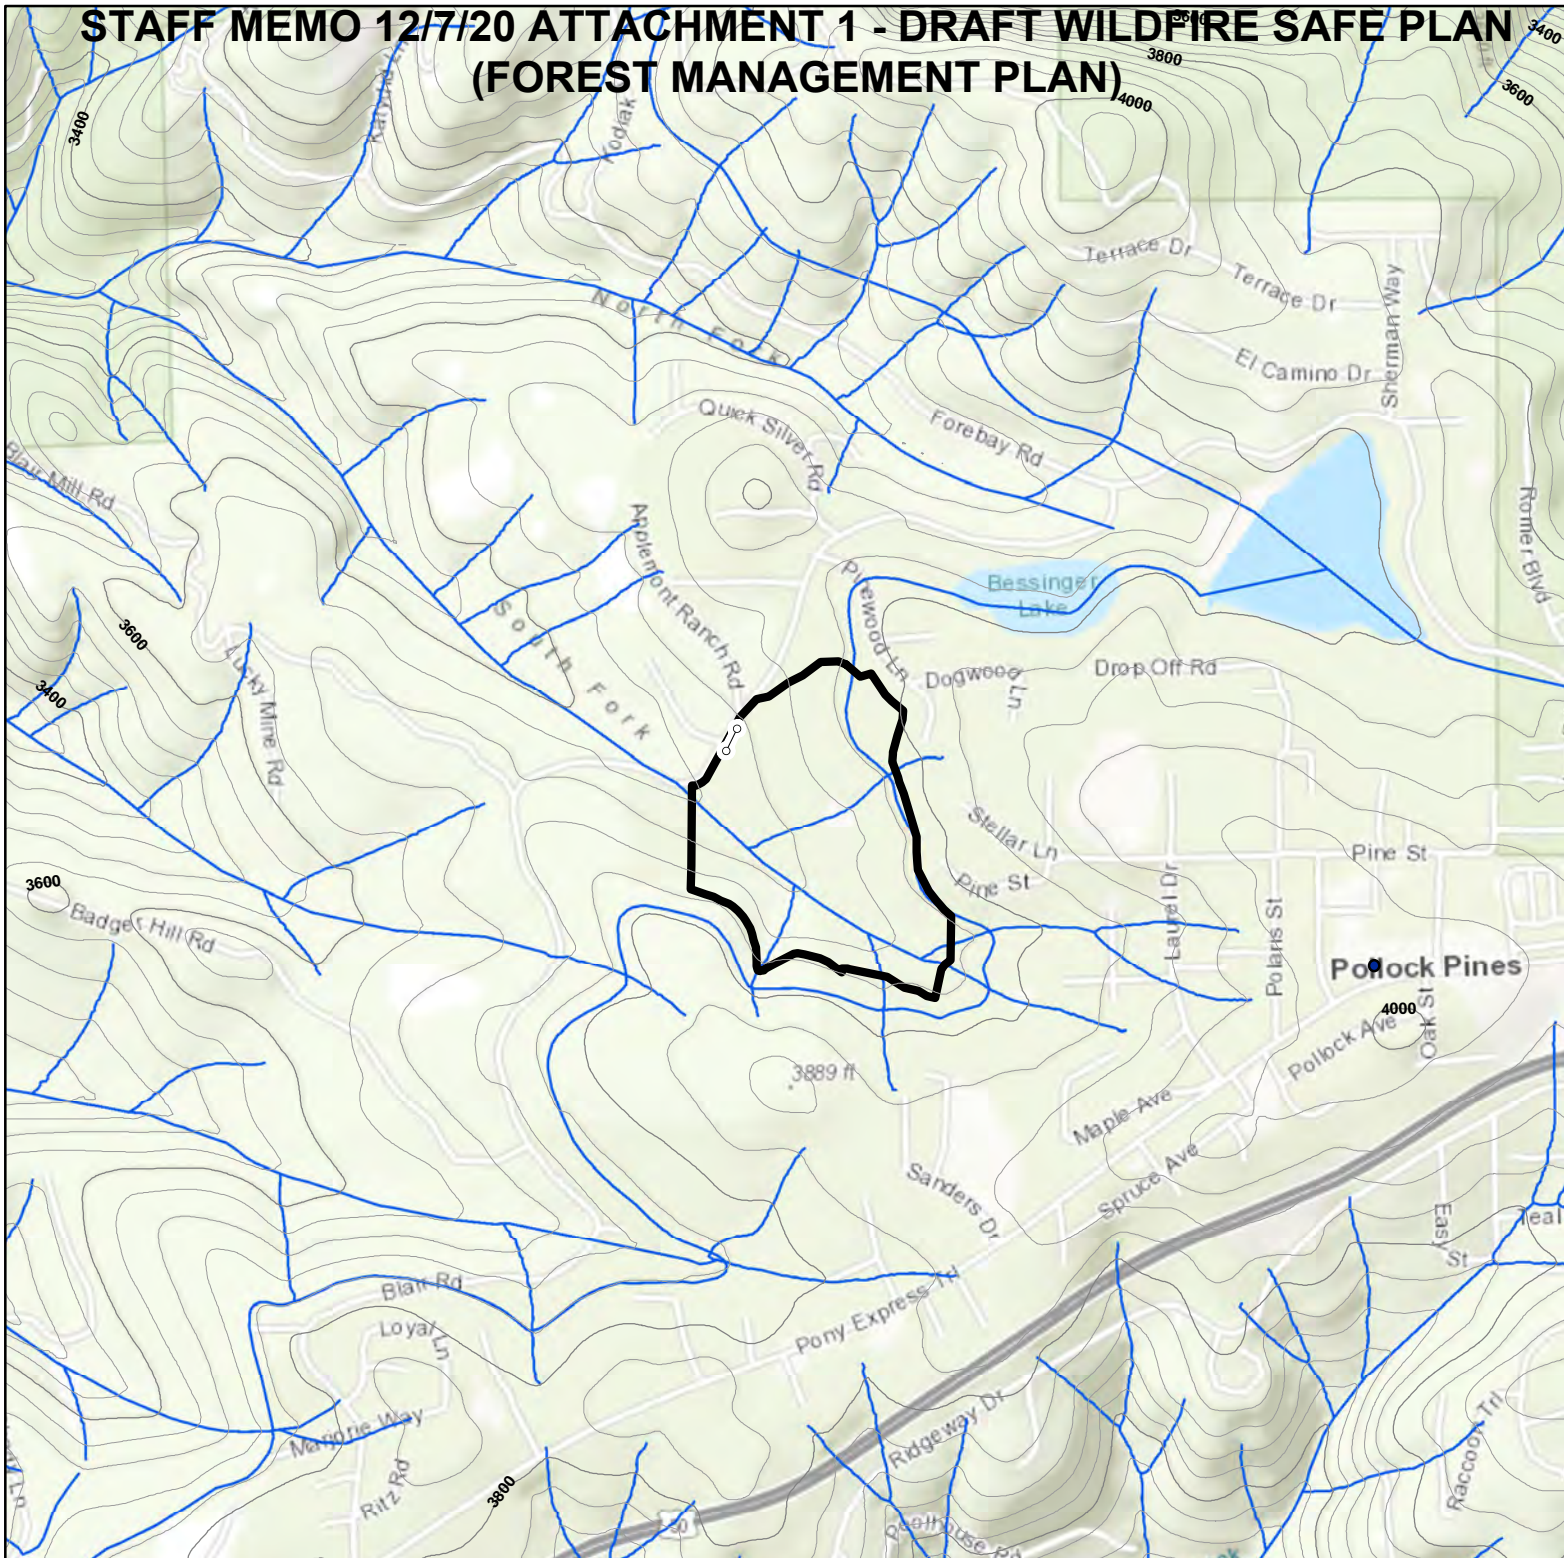 STAFF MEMO 12/7/20 ATTACHMENT 1 - DRAFT WILDFIRE SAFE PLAN
(FOREST MANAGEMENT PLAN)
3600
3400
3800
3600
4000
3400
Kodiak
Terrace Dr
Terrace Dr
Sherman Way
North Fork
El Camino Dr
Quick Silver Rd
Forebay Rd
Blair Mill Rd
Romer Blvd
Applemont Ranch Rd
Pinewood Ln
Bessinger
Lake
South Fork
3600
Lucky Mine Rd
3400
Dogwood Ln
Drop Off Rd
Stellar Ln
Pine St
Pine St
3600
Badger Hill Rd
Laurel Dr
Polaris St
Pollock Pines
4000
Oak St
Pollock Ave
3889 ft
Maple Ave
Spruce Ave
Sanders Dr
Easy St
Teal
Blair Rd
Pony Express Trl
Loyal Ln
Marjorie Way
Ridgeway Dr
Raccoon Trl
Ritz Rd
3800
50
Ln